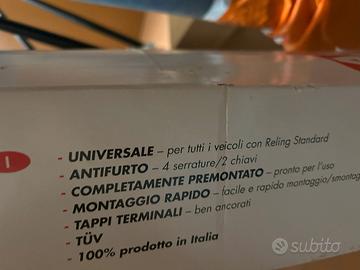 I
- UNIVERSALE – per tutti i veicoli con Reling Standard
- ANTIFURTO – 4 serrature/2 chiavi
- COMPLETAMENTE PREMONTATO – pronto per l'uso
- MONTAGGIO RAPIDO – facile e rapido montaggio/smontag
- TAPPI TERMINALI – ben ancorati
- TÜV
- 100% prodotto in Italia
subito